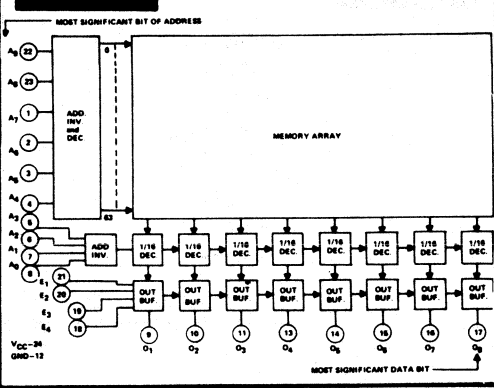 MOST SIGNIFICANT BIT OF ADDRESS
A9 22
A8 23
A7 1
A6 2
A5 3
A4 4
A3 5
A2 6
A1 7
A0 8
ADD. INV and DEC.
0
63
MEMORY ARRAY
ADD INV.
1/16 DEC.
1/16 DEC.
1/16 DEC.
1/16 DEC.
1/16 DEC.
1/16 DEC.
1/16 DEC.
1/16 DEC.
E1 21
E2 20
E3 19
E4 18
OUT BUF.
OUT BUF.
OUT BUF.
OUT BUF.
OUT BUF.
OUT BUF.
OUT BUF.
OUT BUF.
9 10 11 13 14 15 16 17
O1 O2 O3 O4 O5 O6 O7 O8
VCC-24
GND-12
MOST SIGNIFICANT DATA BIT